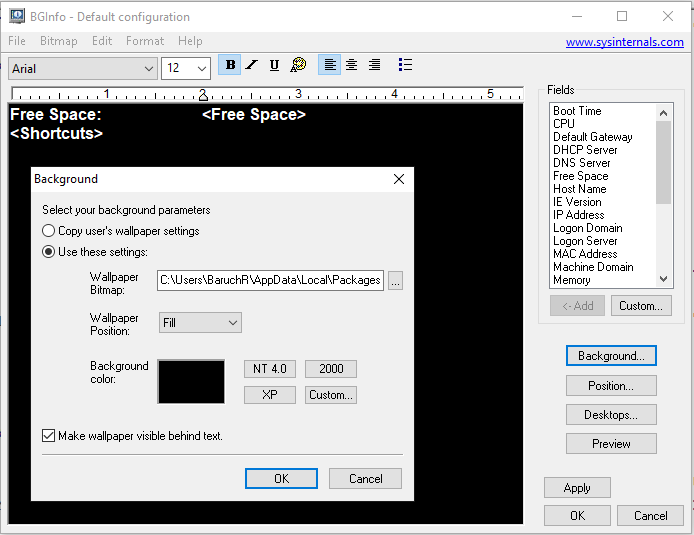 BGInfo - Default configuration
File Bitmap Edit Format Help www.sysinternals.com
Arial 12 B I U
1 2 3 4 5
Free Space: <Free Space>
<Shortcuts>
Background
Select your background parameters
Copy user's wallpaper settings
Use these settings:
Wallpaper
Bitmap:
C:\Users\BaruchR\AppData\Local\Packages
...
Wallpaper
Position:
Fill
Background
color:
NT 4.0 2000
XP Custom...
Make wallpaper visible behind text.
OK Cancel
Fields
Boot Time
CPU
Default Gateway
DHCP Server
DNS Server
Free Space
Host Name
IE Version
IP Address
Logon Domain
Logon Server
MAC Address
Machine Domain
Memory
<- Add Custom...
Background...
Position...
Desktops...
Preview
Apply
OK Cancel